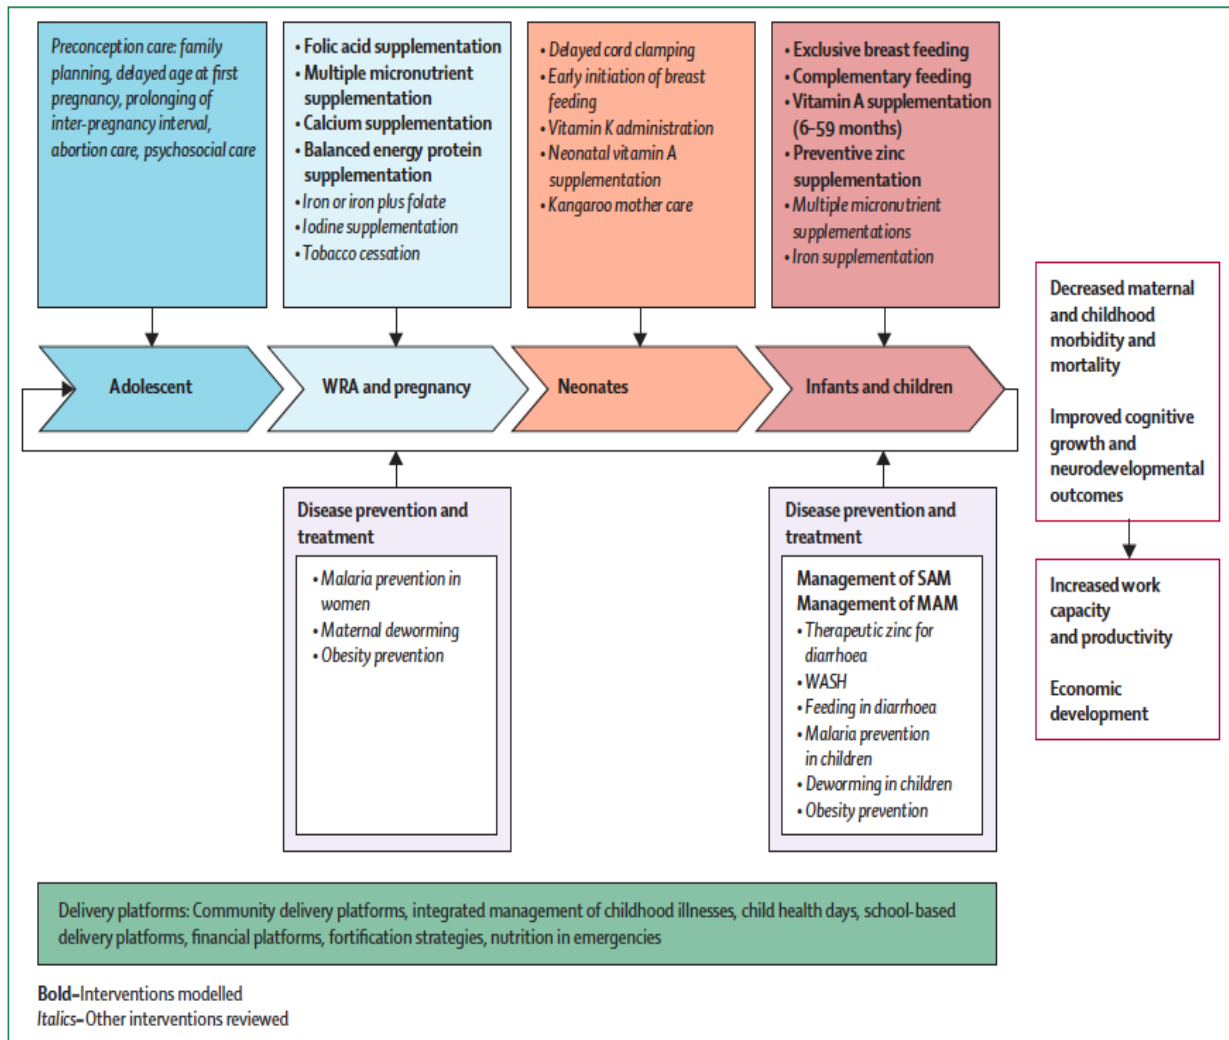 Preconception care: family
planning, delayed age at first
pregnancy, prolonging of
inter-pregnancy interval,
abortion care, psychosocial care
• Folic acid supplementation
• Multiple micronutrient
supplementation
• Calcium supplementation
• Balanced energy protein
supplementation
• Iron or iron plus folate
• Iodine supplementation
• Tobacco cessation
• Delayed cord clamping
• Early initiation of breast
feeding
• Vitamin K administration
• Neonatal vitamin A
supplementation
• Kangaroo mother care
• Exclusive breast feeding
• Complementary feeding
• Vitamin A supplementation
(6–59 months)
• Preventive zinc
supplementation
• Multiple micronutrient
supplementations
• Iron supplementation
Adolescent
WRA and pregnancy
Neonates
Infants and children
Disease prevention and
treatment
• Malaria prevention in
women
• Maternal deworming
• Obesity prevention
Disease prevention and
treatment
Management of SAM
Management of MAM
• Therapeutic zinc for
diarrhoea
• WASH
• Feeding in diarrhoea
• Malaria prevention
in children
• Deworming in children
• Obesity prevention
Decreased maternal
and childhood
morbidity and
mortality
Improved cognitive
growth and
neurodevelopmental
outcomes
Increased work
capacity
and productivity
Economic
development
Delivery platforms: Community delivery platforms, integrated management of childhood illnesses, child health days, school-based
delivery platforms, financial platforms, fortification strategies, nutrition in emergencies
Bold=Interventions modelled
Italics=Other interventions reviewed